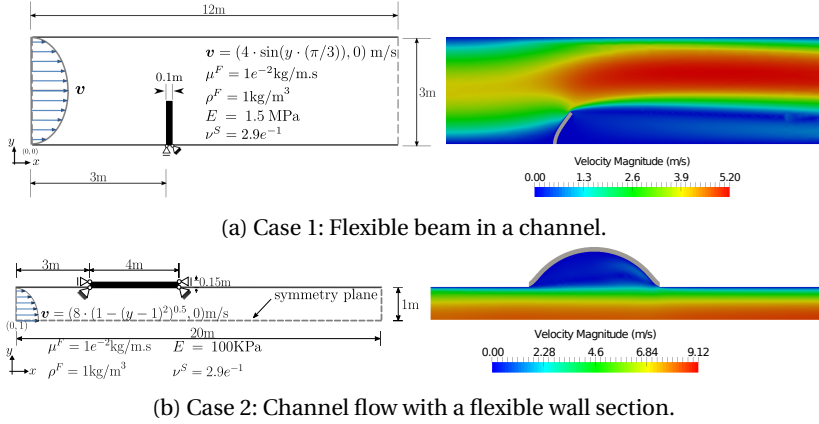 12m
v = (4 · sin(y · (π/3)), 0) m/s
μ^F = 1e^{-2}kg/m.s
0.1m
ρ^F = 1kg/m^3
v
E = 1.5 MPa
ν^S = 2.9e^{-1}
3m
y
(0,0)
x
3m
Velocity Magnitude (m/s)
0.00 1.3 2.6 3.9 5.20
(a) Case 1: Flexible beam in a channel.
3m 4m
0.15m
symmetry plane
1m
v = (8 · (1 − (y − 1)^2)^{0.5}, 0)m/s
(0,1)
20m
μ^F = 1e^{-2}kg/m.s E = 100KPa
y
x
ρ^F = 1kg/m^3 ν^S = 2.9e^{-1}
Velocity Magnitude (m/s)
0.00 2.28 4.6 6.84 9.12
(b) Case 2: Channel flow with a flexible wall section.